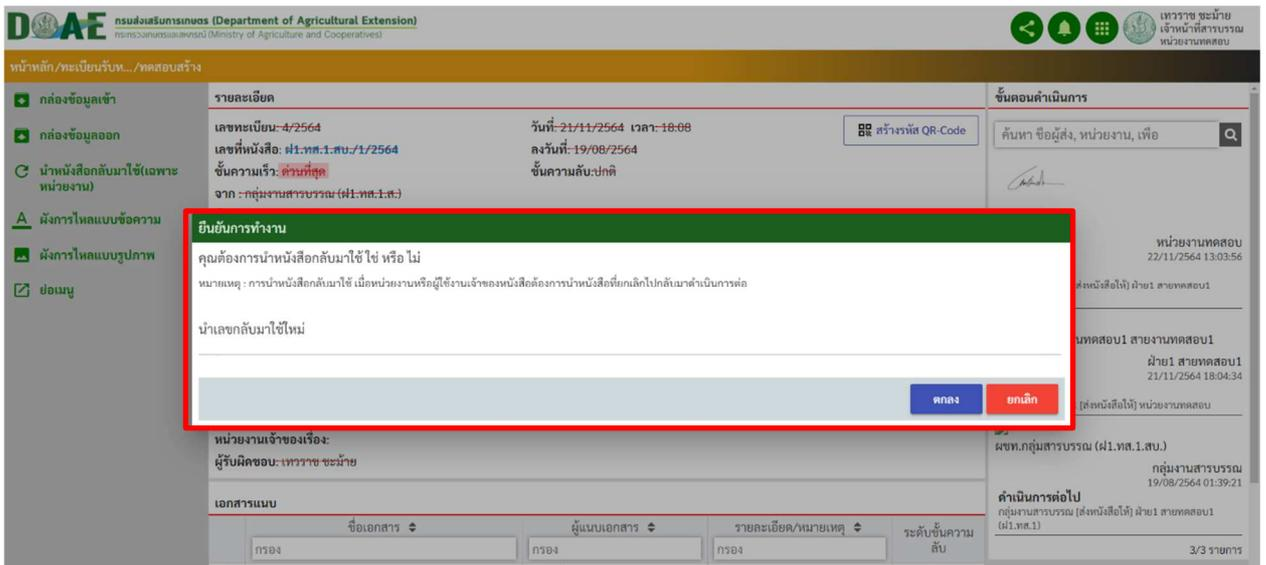 DOAE
กรมส่งเสริมการเกษตร (Department of Agricultural Extension)
กระทรวงเกษตรและสหกรณ์ (Ministry of Agriculture and Cooperatives)
เทวราช ชะม้าย
เจ้าหน้าที่สารบรรณ
หน่วยงานทดสอบ
หน้าหลัก/ทะเบียนรับห.../ทดสอบสร้าง
กล่องข้อมูลเข้า
กล่องข้อมูลออก
นำหนังสือกลับมาใช้(เฉพาะ
หน่วยงาน)
ผังการไหลแบบข้อความ
ผังการไหลแบบรูปภาพ
ย่อเมนู
รายละเอียด
เลขทะเบียน: 4/2564 วันที่: 21/11/2564 เวลา: 18:08
สร้างรหัส QR-Code
เลขที่หนังสือ: ฝ1.ทส.1.สบ./1/2564 ลงวันที่: 19/08/2564
ชั้นความเร็ว: ด่วนที่สุด ชั้นความลับ:ปกติ
จาก : กลุ่มงานสารบรรณ (ฝ1.ทส.1.ส.)
ยืนยันการทำงาน
คุณต้องการนำหนังสือกลับมาใช้ ใช่ หรือ ไม่
หมายเหตุ : การนำหนังสือกลับมาใช้ เมื่อหน่วยงานหรือผู้ใช้งานเจ้าของหนังสือต้องการนำหนังสือที่ยกเลิกไปกลับมาดำเนินการต่อ
นำเลขกลับมาใช้ใหม่
ตกลง ยกเลิก
หน่วยงานเจ้าของเรื่อง:
ผู้รับผิดชอบ: เทวราช ชะม้าย
เอกสารแนบ
ชื่อเอกสาร ผู้แนบเอกสาร รายละเอียด/หมายเหตุ ระดับชั้นความ
ลับ
กรอง กรอง กรอง
ขั้นตอนดำเนินการ
ค้นหา ชื่อผู้ส่ง, หน่วยงาน, เพื่อ
หน่วยงานทดสอบ
22/11/2564 13:03:56
ส่งหนังสือให้] ฝ่าย1 สายทดสอบ1
นทดสอบ1 สายงานทดสอบ1
ฝ่าย1 สายทดสอบ1
21/11/2564 18:04:34
[ส่งหนังสือให้] หน่วยงานทดสอบ
ผชท.กลุ่มสารบรรณ (ฝ1.ทส.1.สบ.)
กลุ่มงานสารบรรณ
19/08/2564 01:39:21
ดำเนินการต่อไป
กลุ่มงานสารบรรณ [ส่งหนังสือให้] ฝ่าย1 สายทดสอบ1
(ฝ1.ทส.1)
3/3 รายการ